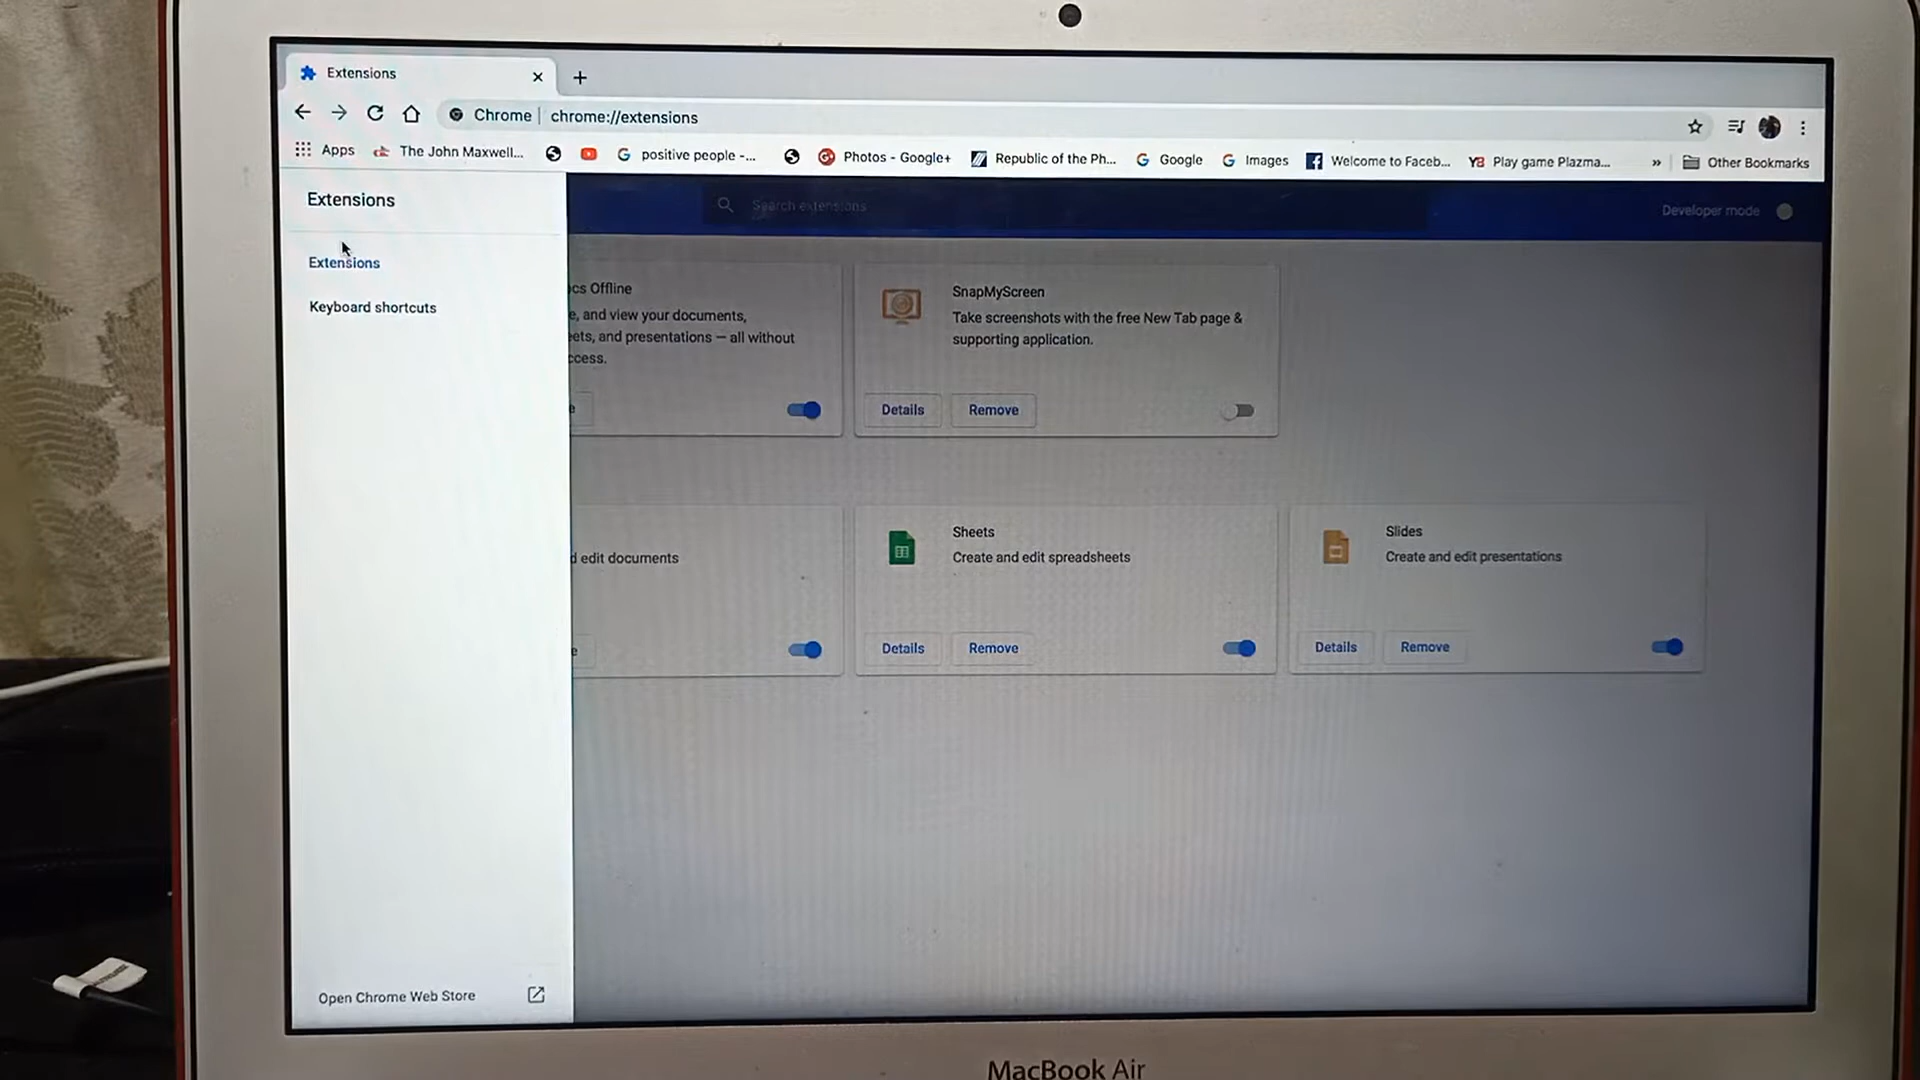 Extensions
Chrome | chrome://extensions
Apps
The John Maxwell...
positive people -...
Photos - Google+
Republic of the Ph...
Google
Images
Welcome to Faceb...
Play game Plazma...
»
Other Bookmarks
Extensions
Search extensions
Developer mode
Extensions
Keyboard shortcuts
cs Offline
e, and view your documents,
ets, and presentations — all without
ccess.
e
SnapMyScreen
Take screenshots with the free New Tab page &
supporting application.
Details
Remove
d edit documents
e
Sheets
Create and edit spreadsheets
Details
Remove
Slides
Create and edit presentations
Details
Remove
Open Chrome Web Store
MacBook Air